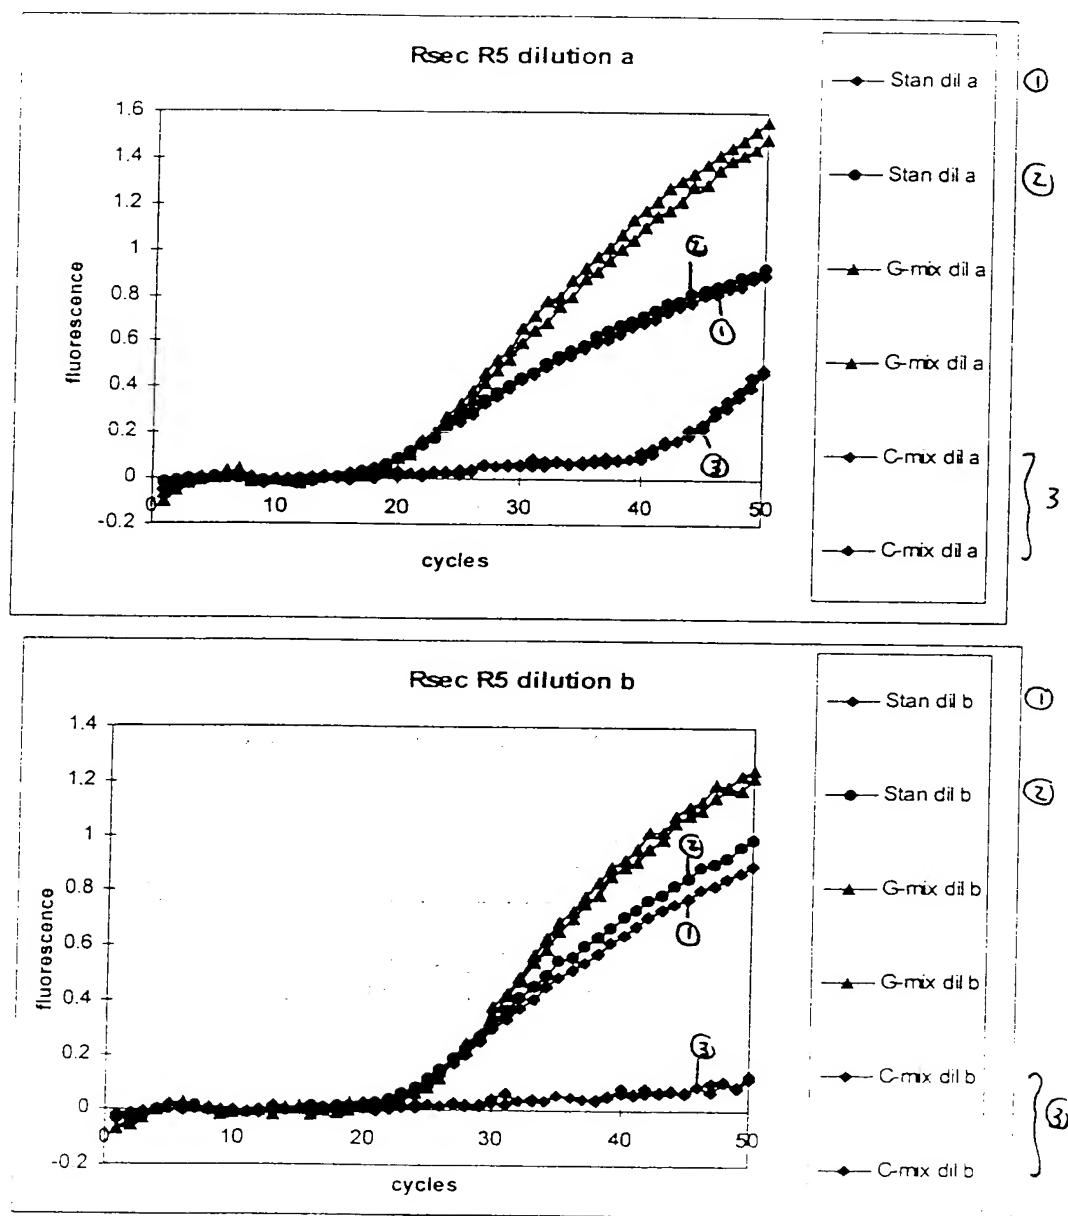 Rsec R5 dilution a
1.6
1.4
1.2
1
0.8
0.6
0.4
0.2
0
-0.2
fluorescence
0
10
20
30
40
50
cycles
②
①
③
Stan dil a ①
Stan dil a ②
G-mix dil a
G-mix dil a
C-mix dil a
C-mix dil a
3
Rsec R5 dilution b
1.4
1.2
1
0.8
0.6
0.4
0.2
0
-0.2
fluorescence
0
10
20
30
40
50
cycles
②
①
③
Stan dil b ①
Stan dil b ②
G-mix dil b
G-mix dil b
C-mix dil b
C-mix dil b
③